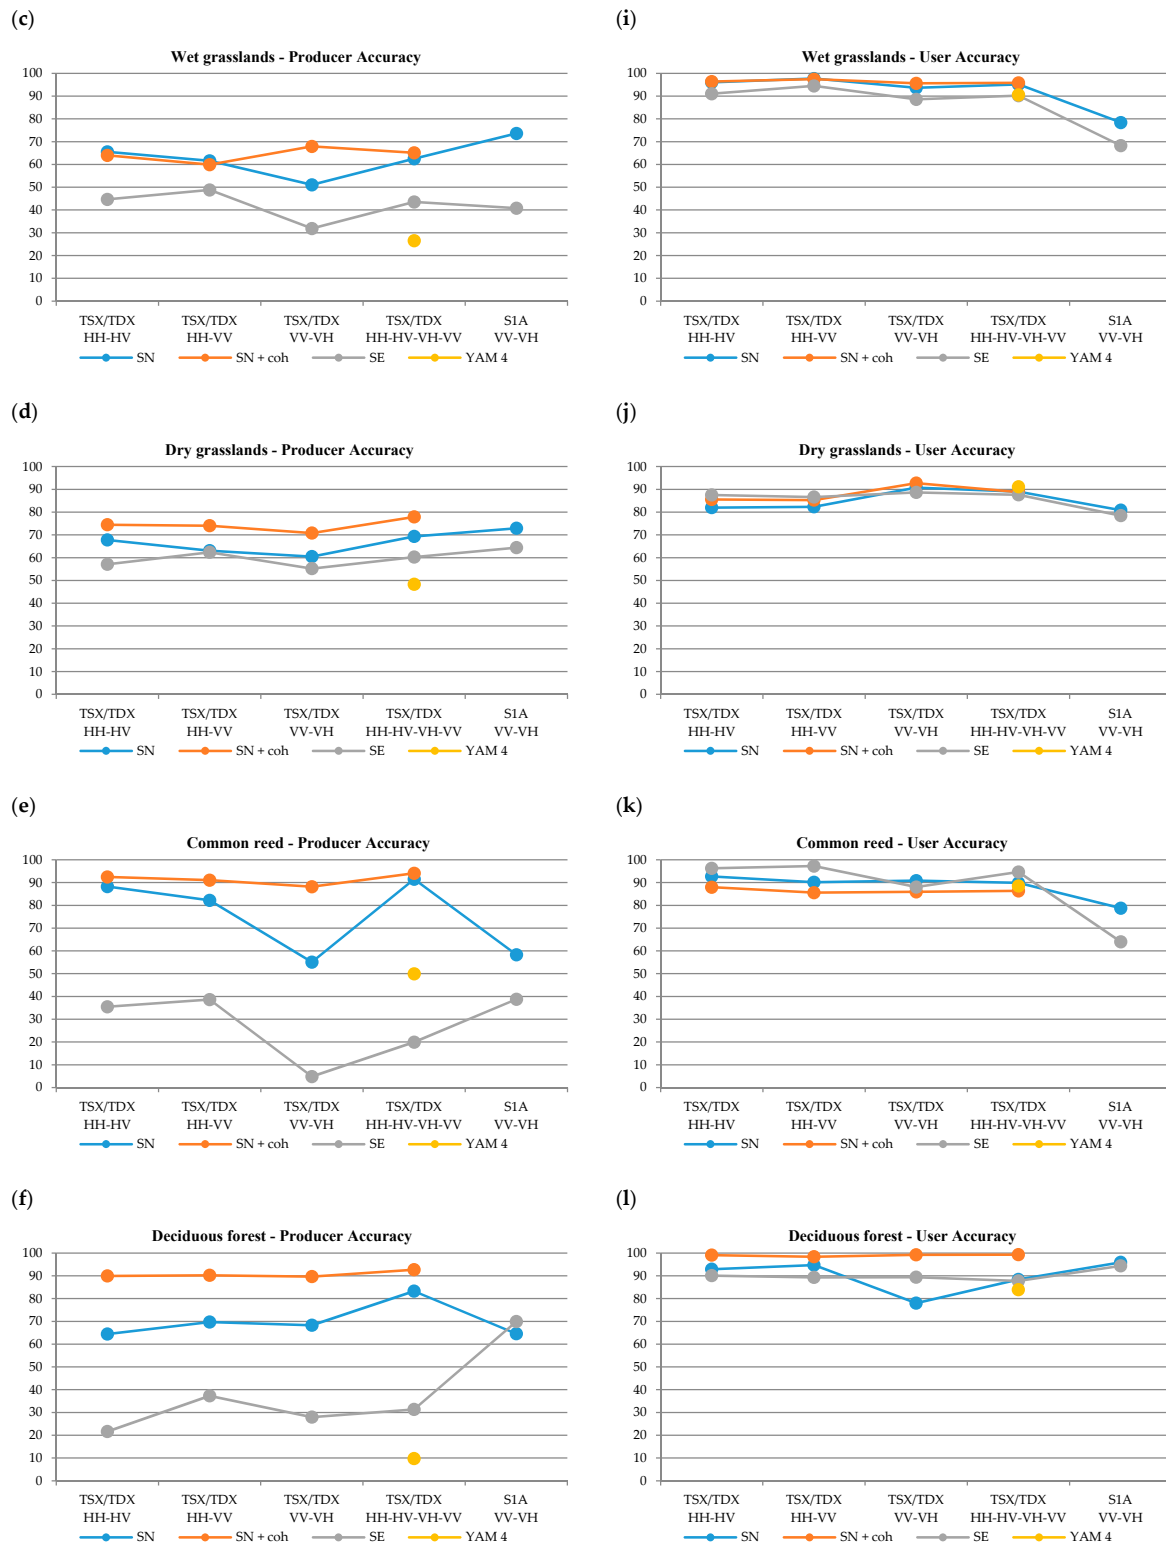 (c)
Wet grasslands - Producer Accuracy
100
90
80
70
60
50
40
30
20
10
0
TSX/TDX TSX/TDX TSX/TDX TSX/TDX S1A
HH-HV HH-VV VV-VH HH-HV-VH-VV VV-VH
SN SN + coh SE YAM 4
(i)
Wet grasslands - User Accuracy
100
90
80
70
60
50
40
30
20
10
0
TSX/TDX TSX/TDX TSX/TDX TSX/TDX S1A
HH-HV HH-VV VV-VH HH-HV-VH-VV VV-VH
SN SN + coh SE YAM 4
(d)
Dry grasslands - Producer Accuracy
100
90
80
70
60
50
40
30
20
10
0
TSX/TDX TSX/TDX TSX/TDX TSX/TDX S1A
HH-HV HH-VV VV-VH HH-HV-VH-VV VV-VH
SN SN + coh SE YAM 4
(j)
Dry grasslands - User Accuracy
100
90
80
70
60
50
40
30
20
10
0
TSX/TDX TSX/TDX TSX/TDX TSX/TDX S1A
HH-HV HH-VV VV-VH HH-HV-VH-VV VV-VH
SN SN + coh SE YAM 4
(e)
Common reed - Producer Accuracy
100
90
80
70
60
50
40
30
20
10
0
TSX/TDX TSX/TDX TSX/TDX TSX/TDX S1A
HH-HV HH-VV VV-VH HH-HV-VH-VV VV-VH
SN SN + coh SE YAM 4
(k)
Common reed - User Accuracy
100
90
80
70
60
50
40
30
20
10
0
TSX/TDX TSX/TDX TSX/TDX TSX/TDX S1A
HH-HV HH-VV VV-VH HH-HV-VH-VV VV-VH
SN SN + coh SE YAM 4
(f)
Deciduous forest - Producer Accuracy
100
90
80
70
60
50
40
30
20
10
0
TSX/TDX TSX/TDX TSX/TDX TSX/TDX S1A
HH-HV HH-VV VV-VH HH-HV-VH-VV VV-VH
SN SN + coh SE YAM 4
(l)
Deciduous forest - User Accuracy
100
90
80
70
60
50
40
30
20
10
0
TSX/TDX TSX/TDX TSX/TDX TSX/TDX S1A
HH-HV HH-VV VV-VH HH-HV-VH-VV VV-VH
SN SN + coh SE YAM 4